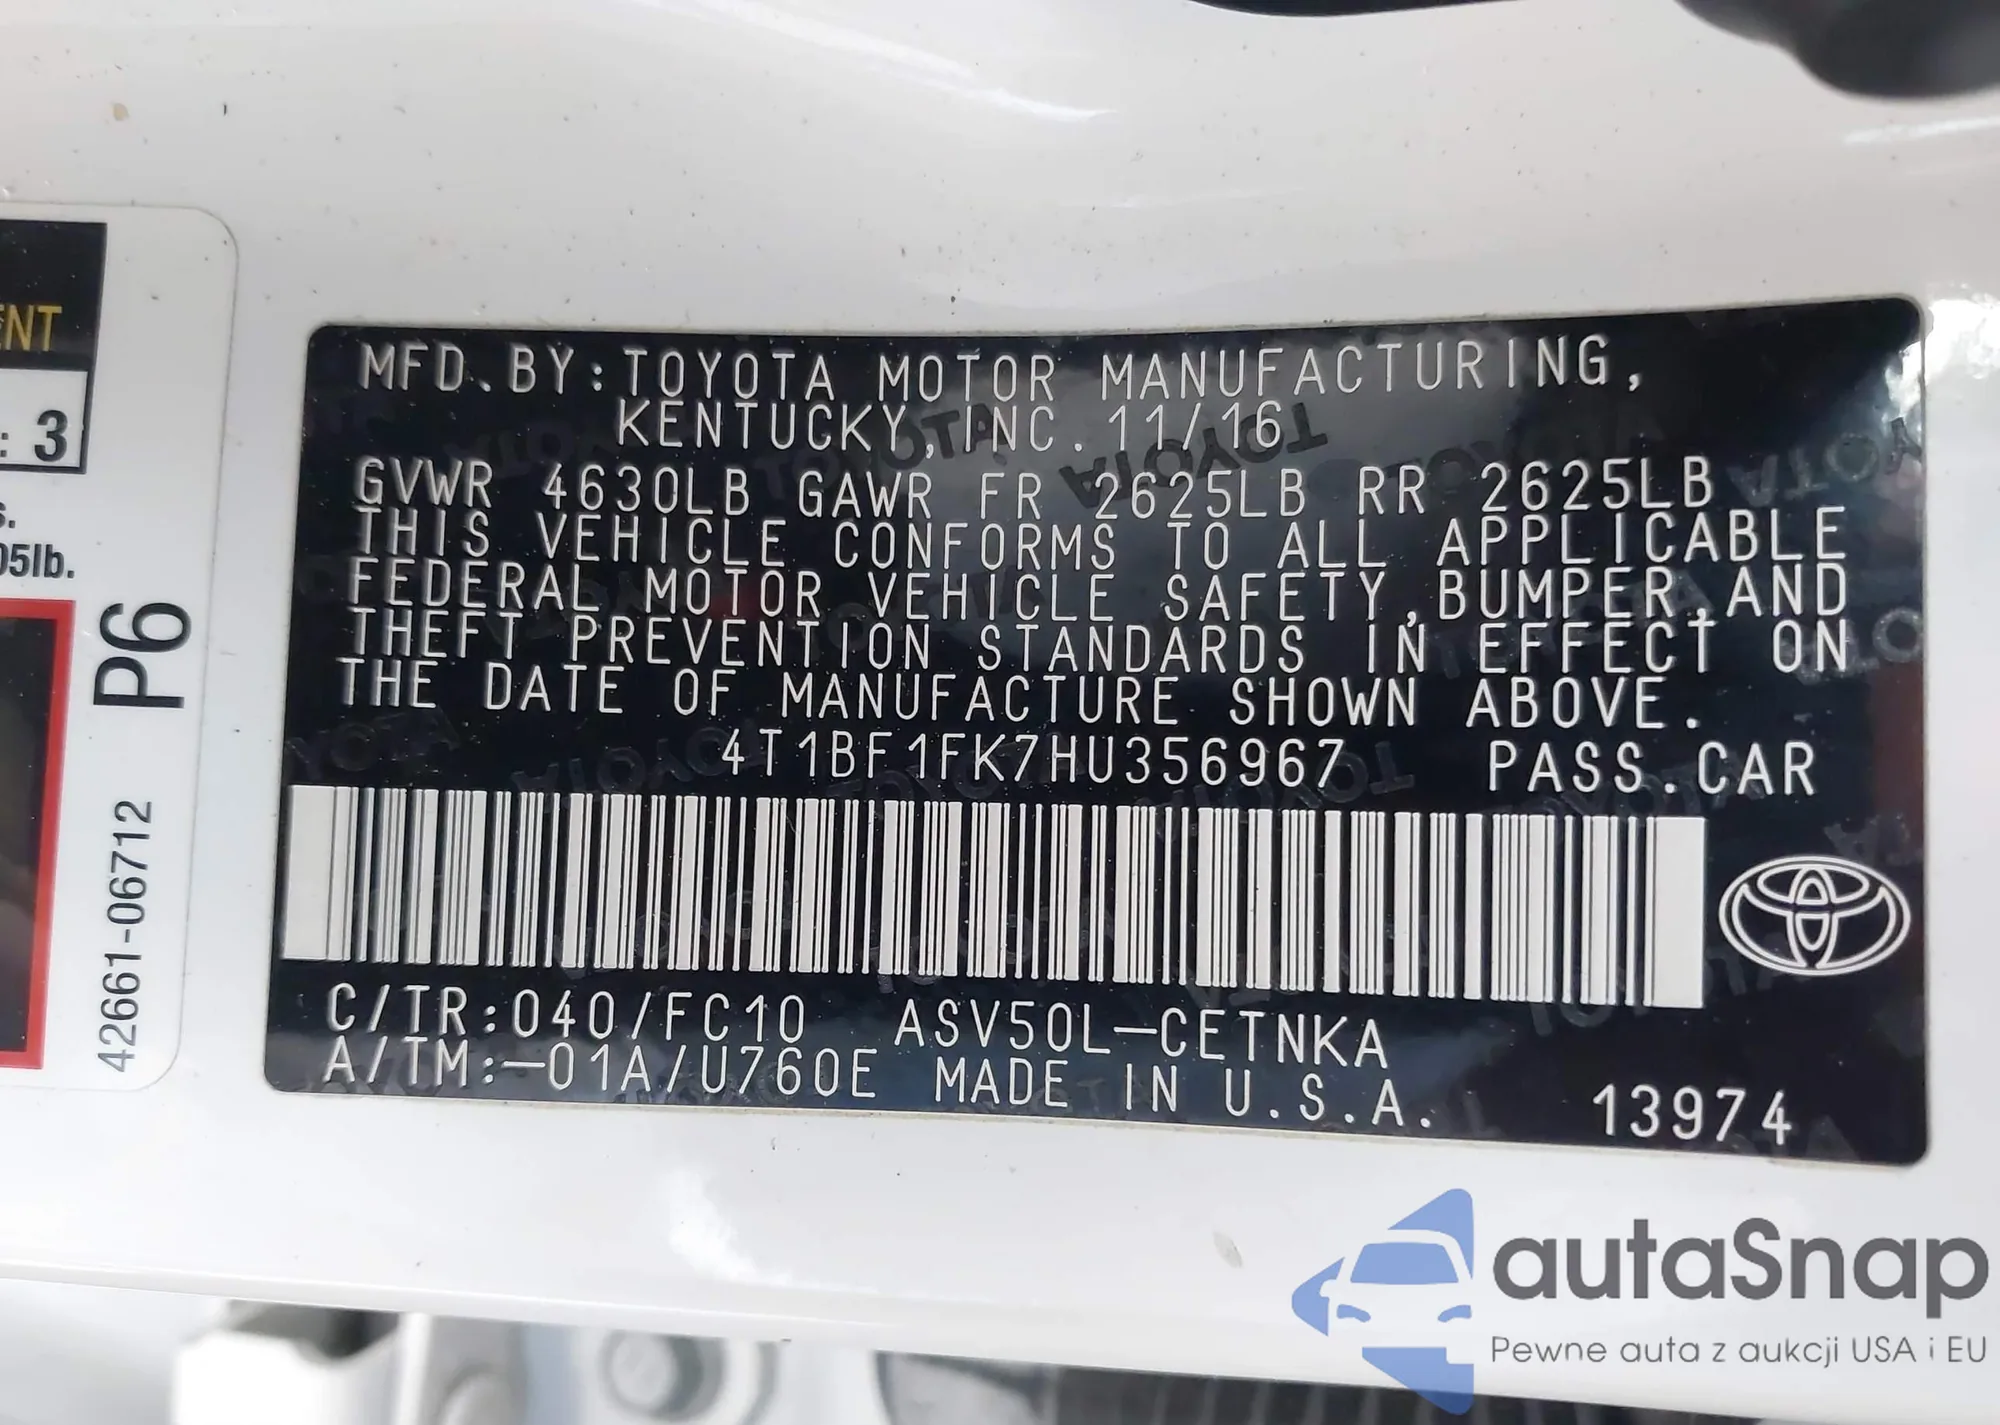 ENT
: 3
s.
05lb.
P6
42661-06712
MFD.BY:TOYOTA MOTOR MANUFACTURING,
KENTUCKY,INC. 11/16
GVWR 4630LB GAWR FR 2625LB RR 2625LB
THIS VEHICLE CONFORMS TO ALL APPLICABLE
FEDERAL MOTOR VEHICLE SAFETY,BUMPER,AND
THEFT PREVENTION STANDARDS IN EFFECT ON
THE DATE OF MANUFACTURE SHOWN ABOVE.
4T1BF1FK7HU356967 PASS.CAR
C/TR:040/FC10 ASV50L-CETNKA
A/TM:-01A/U760E MADE IN U.S.A. 13974
autaSnap
Pewne auta z aukcji USA i EU